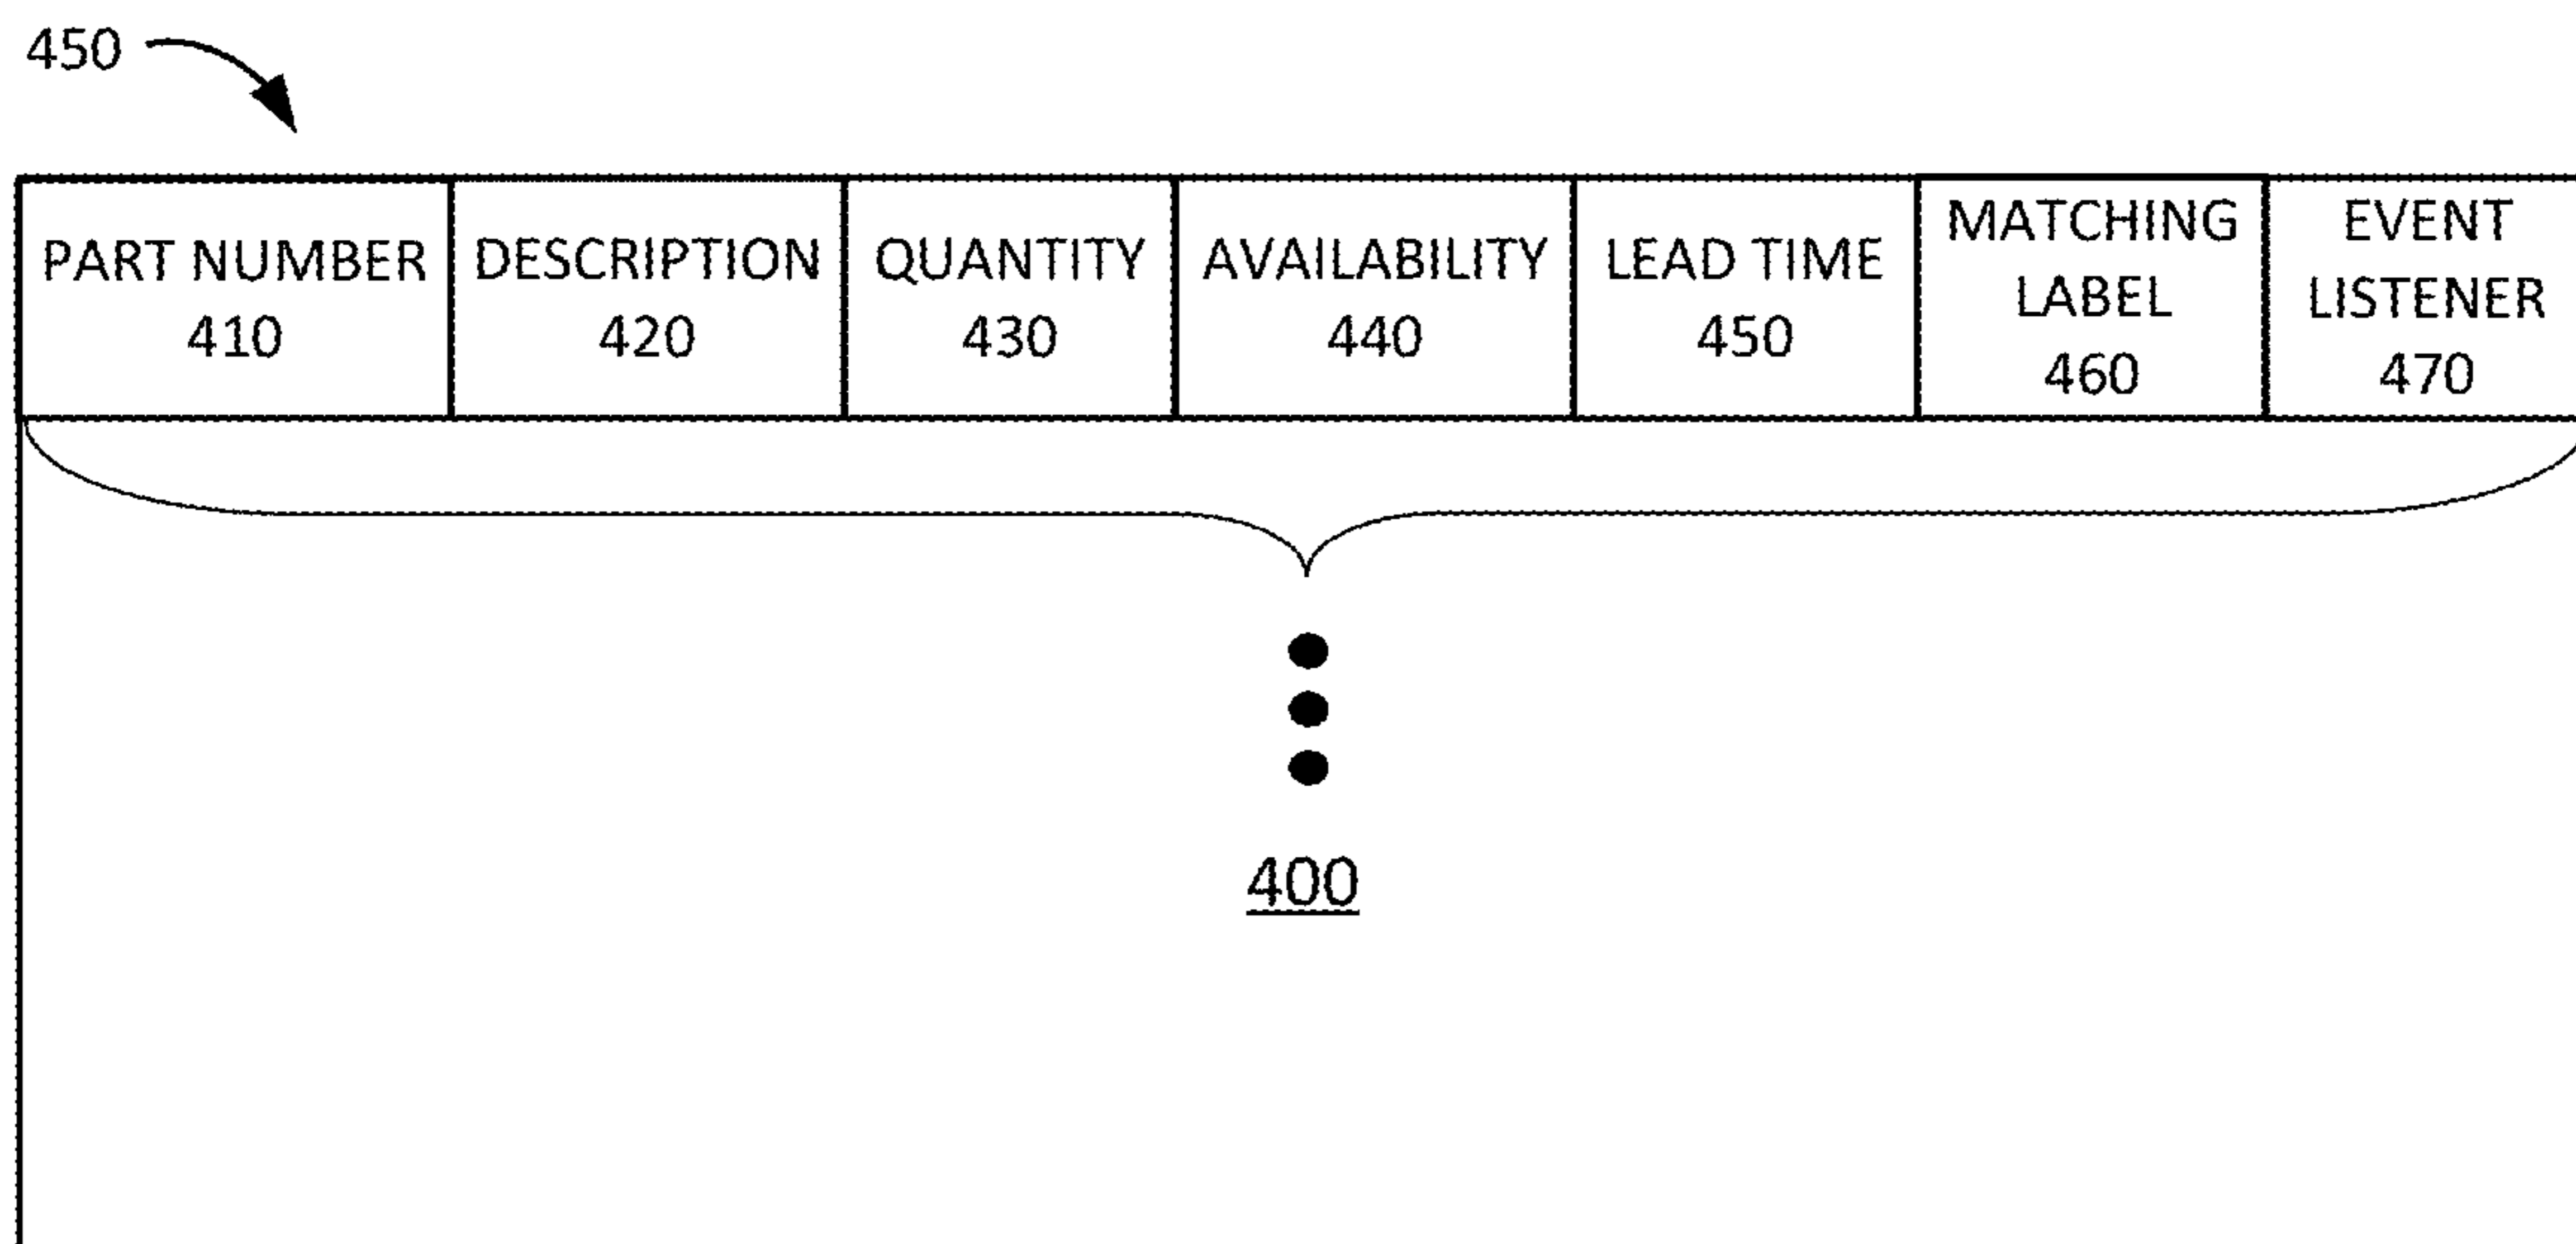 450
PART NUMBER
410
DESCRIPTION
420
QUANTITY
430
AVAILABILITY
440
LEAD TIME
450
MATCHING
LABEL
460
EVENT
LISTENER
470
400